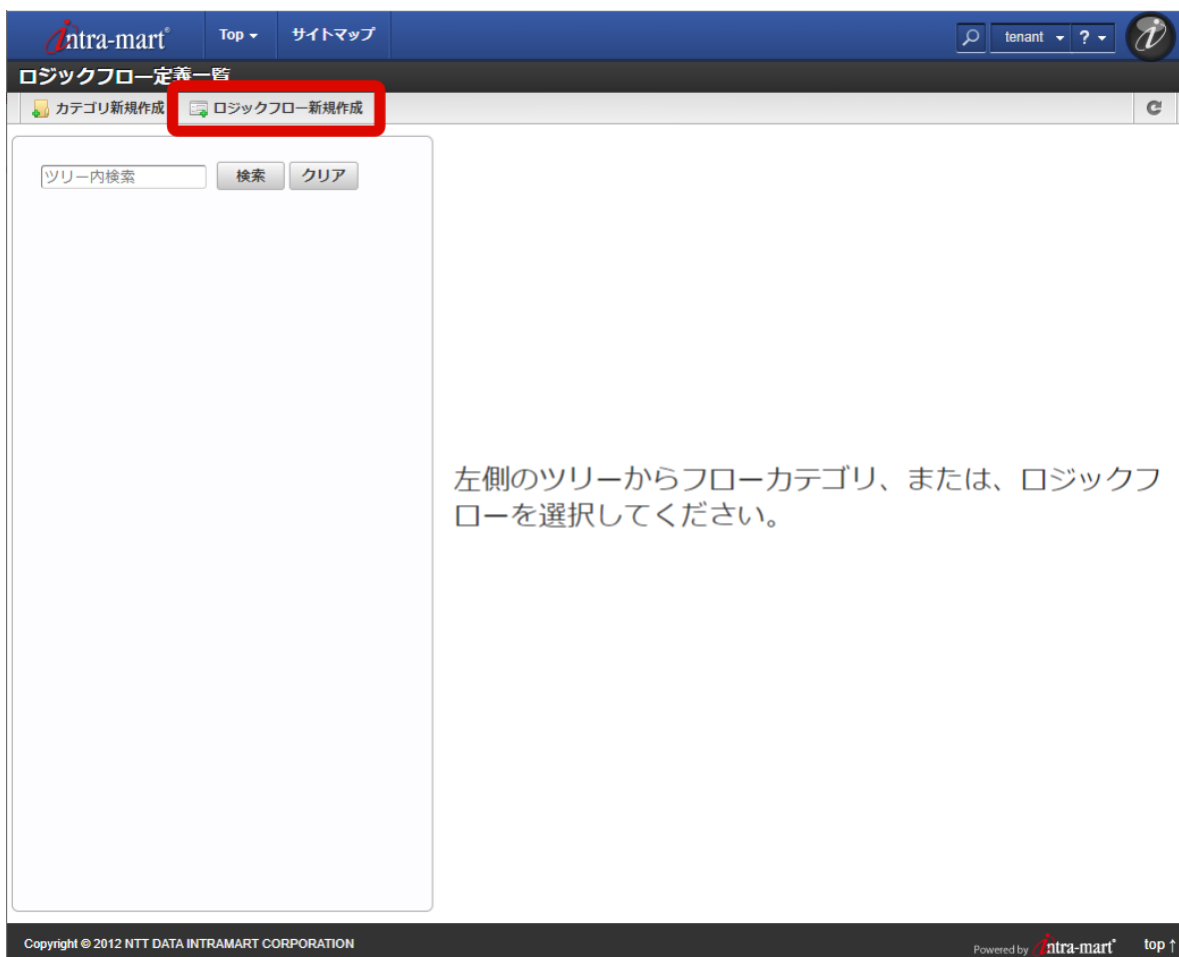 intra-mart® Top サイトマップ tenant ?
ロジックフロー定義一覧
カテゴリ新規作成 ロジックフロー新規作成
ツリー内検索 検索 クリア
左側のツリーからフローカテゴリ、または、ロジックフ
ローを選択してください。
Copyright © 2012 NTT DATA INTRAMART CORPORATION Powered by intra-mart® top ↑